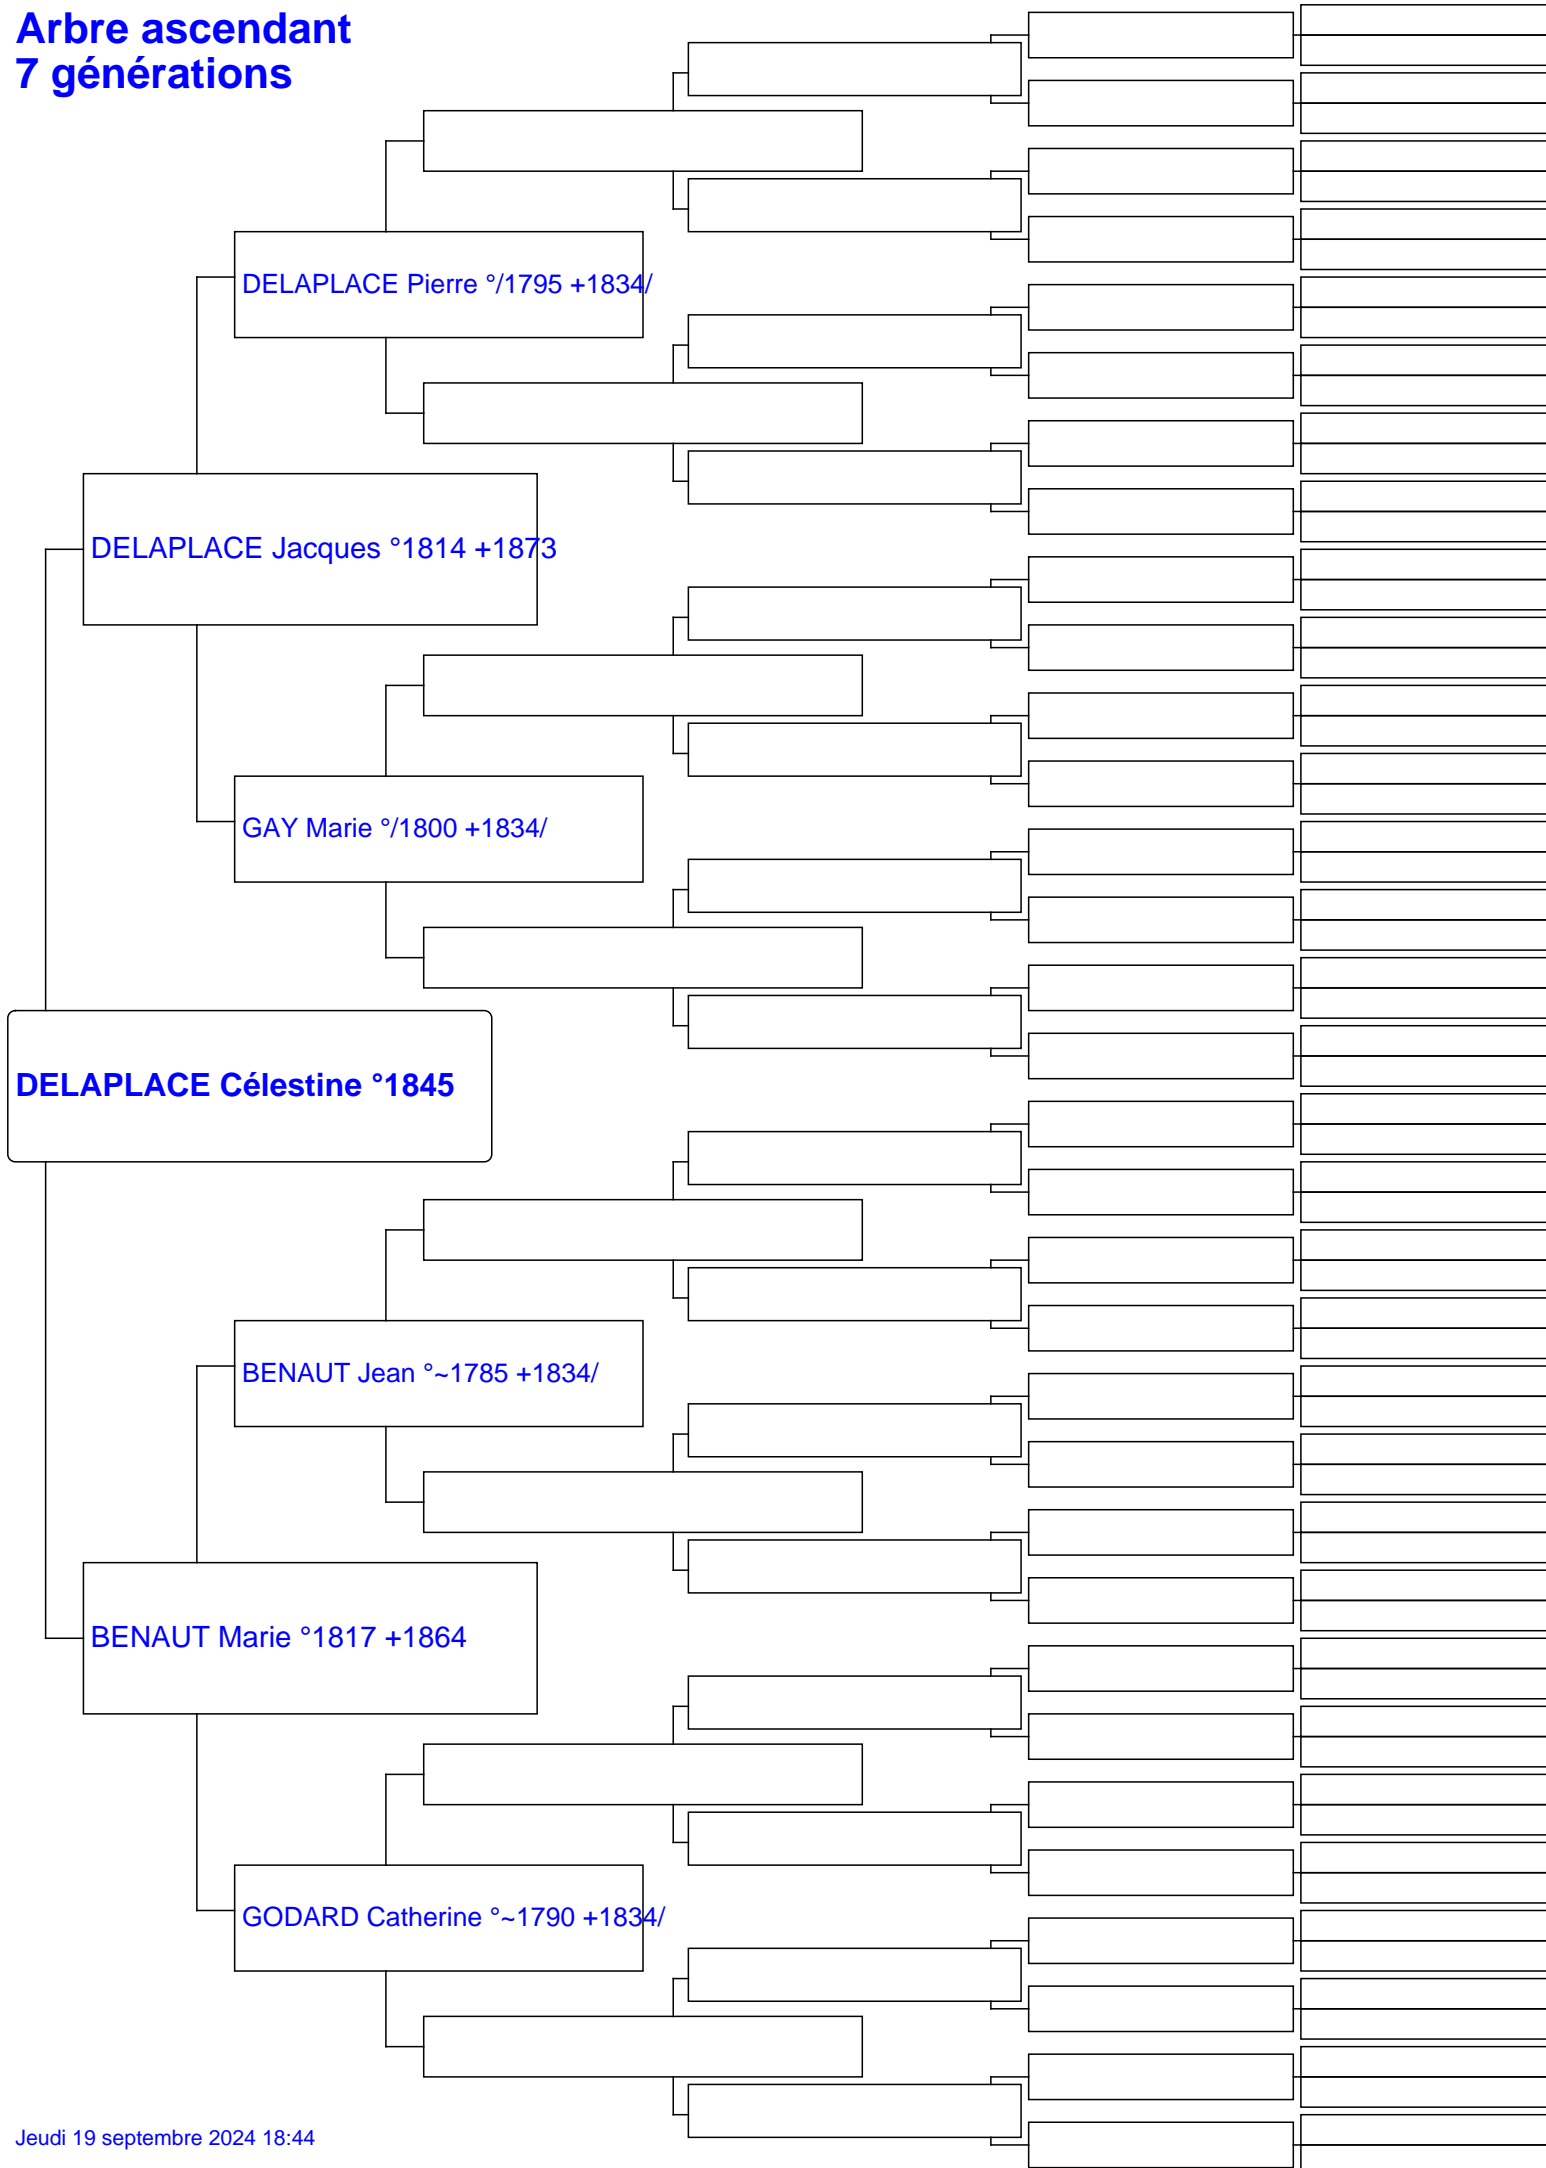 Arbre ascendant
7 générations
DELAPLACE Pierre °/1795 +1834/
DELAPLACE Jacques °1814 +1873
GAY Marie °/1800 +1834/
DELAPLACE Célestine °1845
BENAUT Jean °~1785 +1834/
BENAUT Marie °1817 +1864
GODARD Catherine °~1790 +1834/
Jeudi 19 septembre 2024 18:44